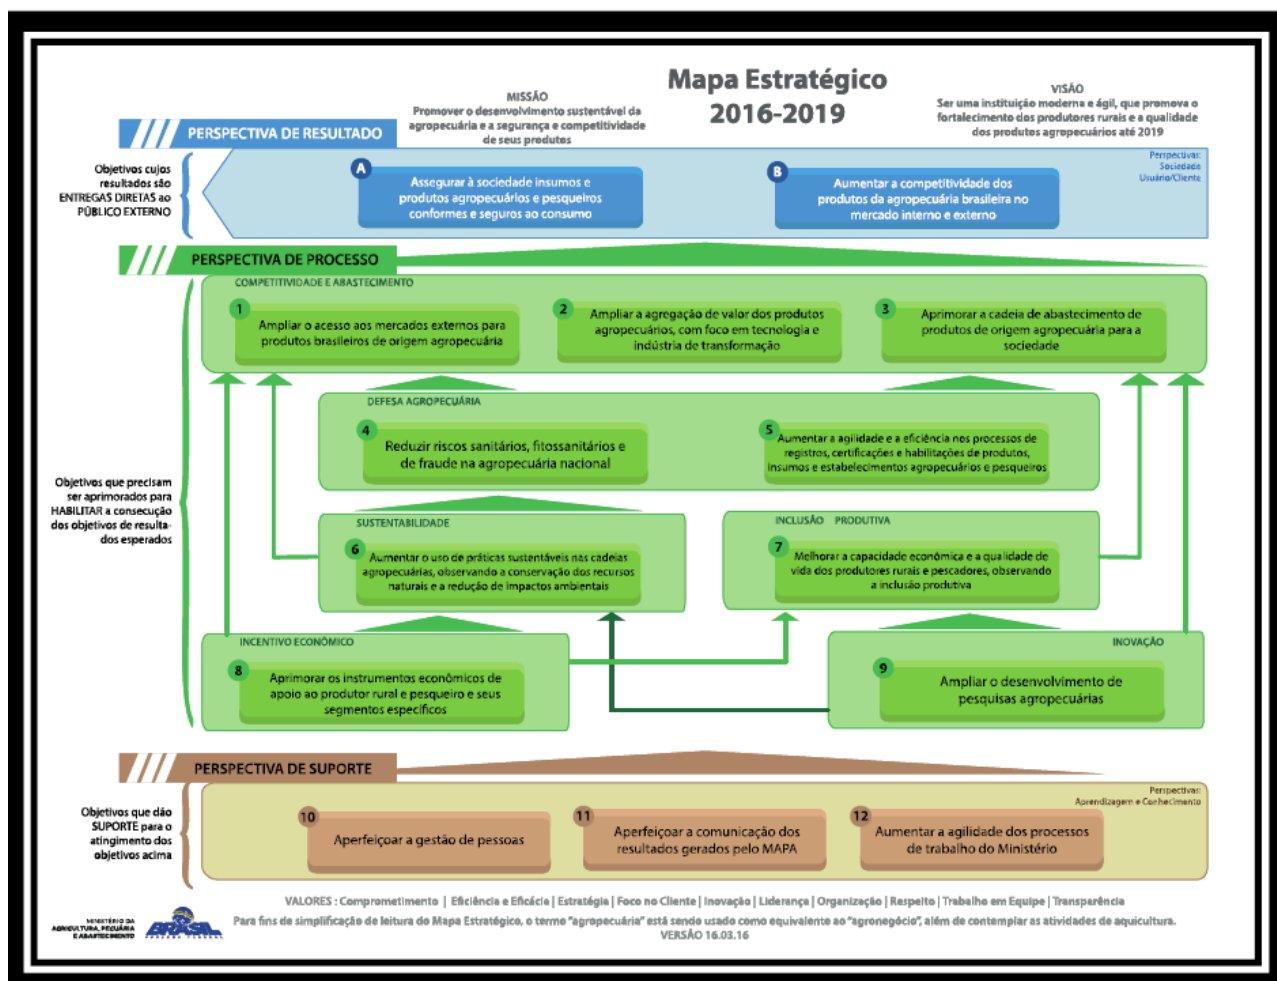 Mapa Estratégico
2016-2019
MISSÃO
Promover o desenvolvimento sustentável da
agropecuária e a segurança e competitividade
de seus produtos
VISÃO
Ser uma instituição moderna e ágil, que promova o
fortalecimento dos produtores rurais e a qualidade
dos produtos agropecuários até 2019
PERSPECTIVA DE RESULTADO
Objetivos cujos
resultados são
ENTREGAS DIRETAS ao
PÚBLICO EXTERNO
Perspectivas:
Sociedade
Usuário/Cliente
A
Assegurar à sociedade insumos e
produtos agropecuários e pesqueiros
conformes e seguros ao consumo
B
Aumentar a competitividade dos
produtos da agropecuária brasileira no
mercado interno e externo
PERSPECTIVA DE PROCESSO
Objetivos que precisam
ser aprimorados para
HABILITAR a consecução
dos objetivos de resulta-
dos esperados
COMPETITIVIDADE E ABASTECIMENTO
1
Ampliar o acesso aos mercados externos para
produtos brasileiros de origem agropecuária
2
Ampliar a agregação de valor dos produtos
agropecuários, com foco em tecnologia e
indústria de transformação
3
Aprimorar a cadeia de abastecimento de
produtos de origem agropecuária para a
sociedade
DEFESA AGROPECUÁRIA
4
Reduzir riscos sanitários, fitossanitários e
de fraude na agropecuária nacional
5
Aumentar a agilidade e a eficiência nos processos de
registros, certificações e habilitações de produtos,
insumos e estabelecimentos agropecuários e pesqueiros
SUSTENTABILIDADE
6
Aumentar o uso de práticas sustentáveis nas cadeias
agropecuárias, observando a conservação dos recursos
naturais e a redução de impactos ambientais
INCLUSÃO PRODUTIVA
7
Melhorar a capacidade econômica e a qualidade de
vida dos produtores rurais e pescadores, observando
a inclusão produtiva
INCENTIVO ECONÔMICO
8
Aprimorar os instrumentos econômicos de
apoio ao produtor rural e pesqueiro e seus
segmentos específicos
INOVAÇÃO
9
Ampliar o desenvolvimento de
pesquisas agropecuárias
PERSPECTIVA DE SUPORTE
Objetivos que dão
SUPORTE para o
atingimento dos
objetivos acima
Perspectivas:
Aprendizagem e Conhecimento
10
Aperfeiçoar a gestão de pessoas
11
Aperfeiçoar a comunicação dos
resultados gerados pelo MAPA
12
Aumentar a agilidade dos processos
de trabalho do Ministério
VALORES : Comprometimento | Eficiência e Eficácia | Estratégia | Foco no Cliente | Inovação | Liderança | Organização | Respeito | Trabalho em Equipe | Transparência
Para fins de simplificação de leitura do Mapa Estratégico, o termo "agropecuária" está sendo usado como equivalente ao "agronegócio", além de contemplar as atividades de aquicultura.
VERSÃO 16.03.16
MINISTÉRIO DA
AGRICULTURA, PECUÁRIA
E ABASTECIMENTO
BRASIL
GOVERNO FEDERAL